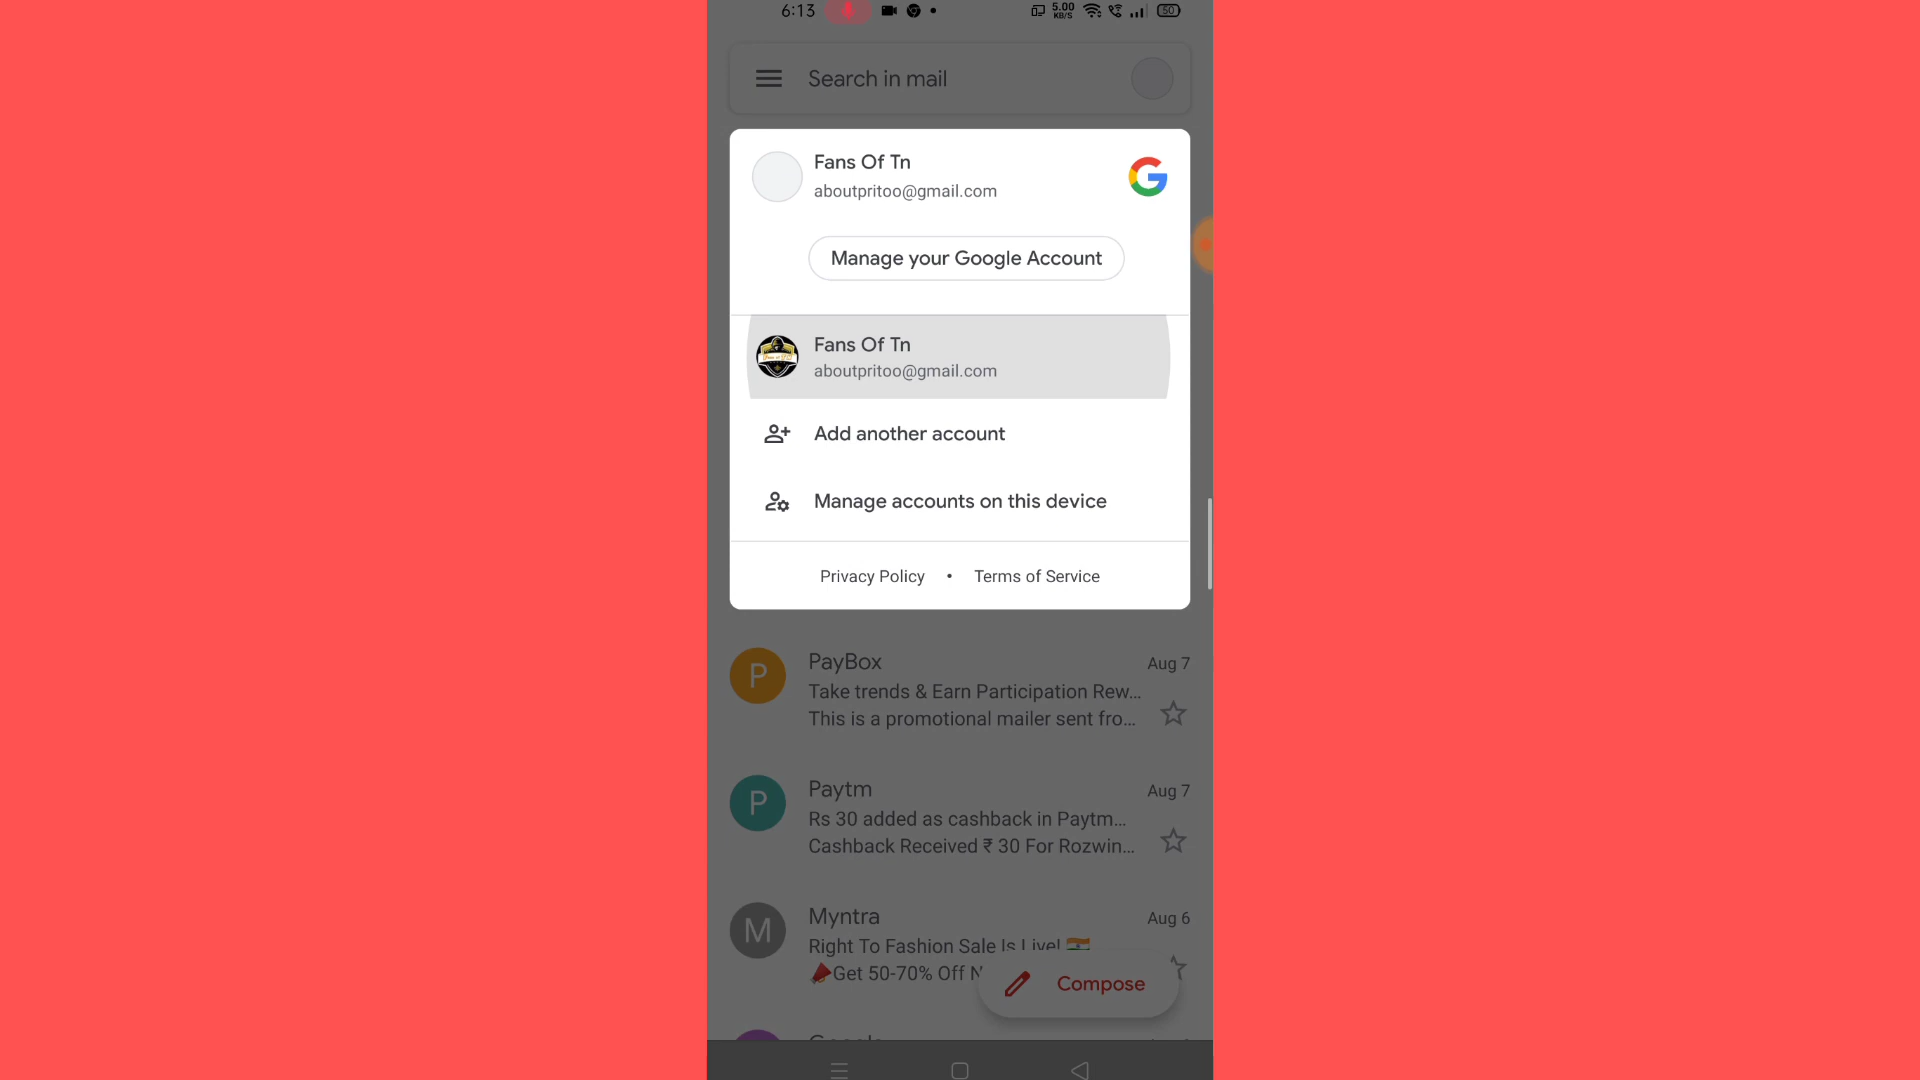 6:13
5.00
KB/S
50
Search in mail
Fans Of Tn
aboutpritoo@gmail.com
Manage your Google Account
Fans Of Tn
aboutpritoo@gmail.com
Add another account
Manage accounts on this device
Privacy Policy • Terms of Service
P
PayBox
Aug 7
Take trends & Earn Participation Rew...
This is a promotional mailer sent fro...
P
Paytm
Aug 7
Rs 30 added as cashback in Paytm...
Cashback Received ₹ 30 For Rozwin...
M
Myntra
Aug 6
Right To Fashion Sale Is Live! 🇮🇳
📣Get 50-70% Off N
Compose